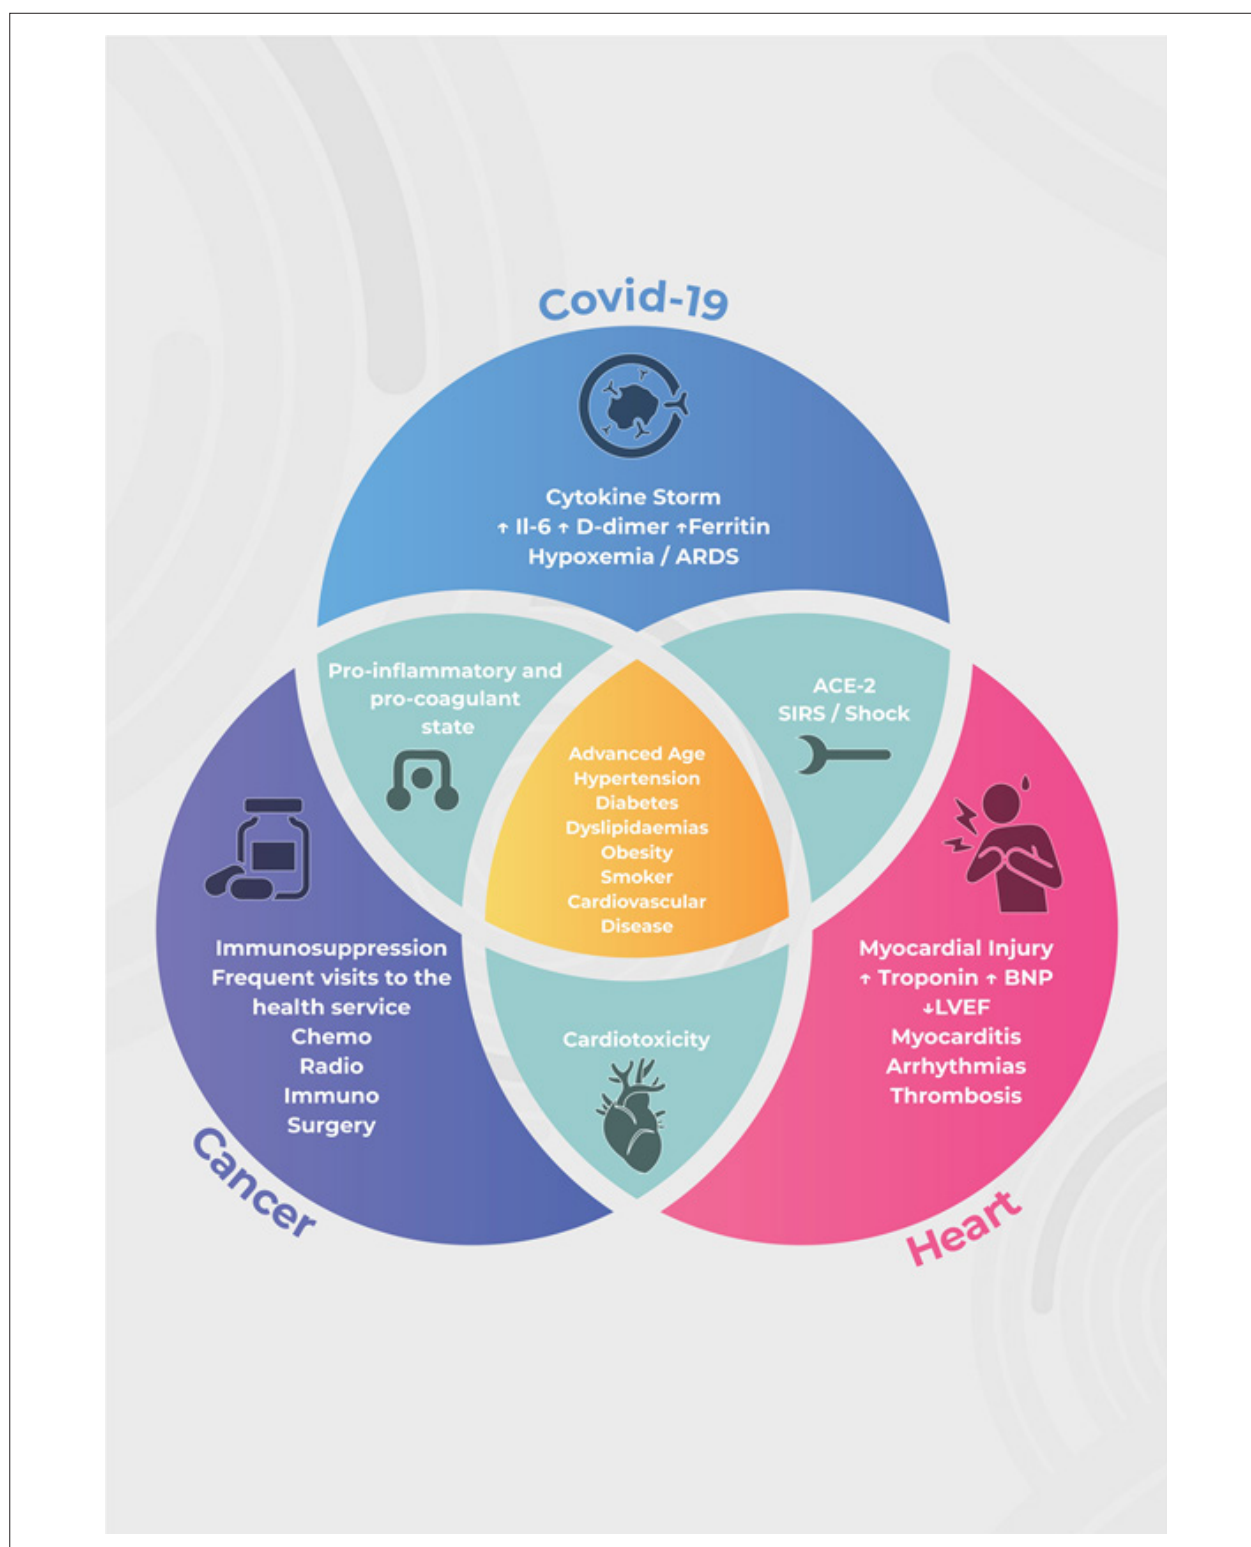 Covid-19
Cytokine Storm
↑ Il-6 ↑ D-dimer ↑Ferritin
Hypoxemia / ARDS
Pro-inflammatory and
pro-coagulant
state
ACE-2
SIRS / Shock
Advanced Age
Hypertension
Diabetes
Dyslipidaemias
Obesity
Smoker
Cardiovascular
Disease
Immunosuppression
Frequent visits to the
health service
Chemo
Radio
Immuno
Surgery
Cancer
Cardiotoxicity
Myocardial Injury
↑ Troponin ↑ BNP
↓LVEF
Myocarditis
Arrhythmias
Thrombosis
Heart